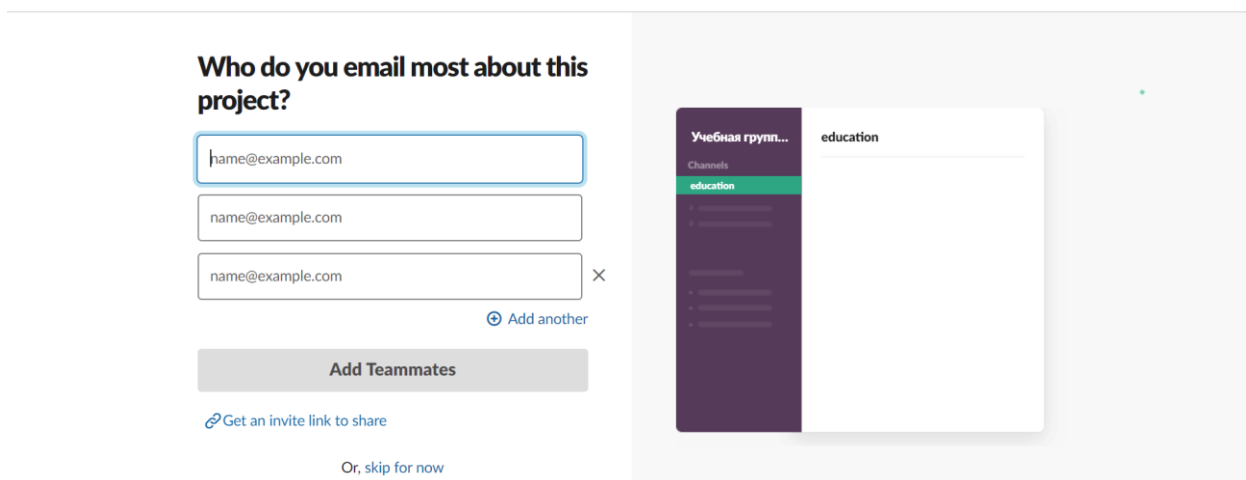 Who do you email most about this
project?
name@example.com
name@example.com
name@example.com
Add another
Add Teammates
Get an invite link to share
Or, skip for now
Учебная групп...
education
Channels
education